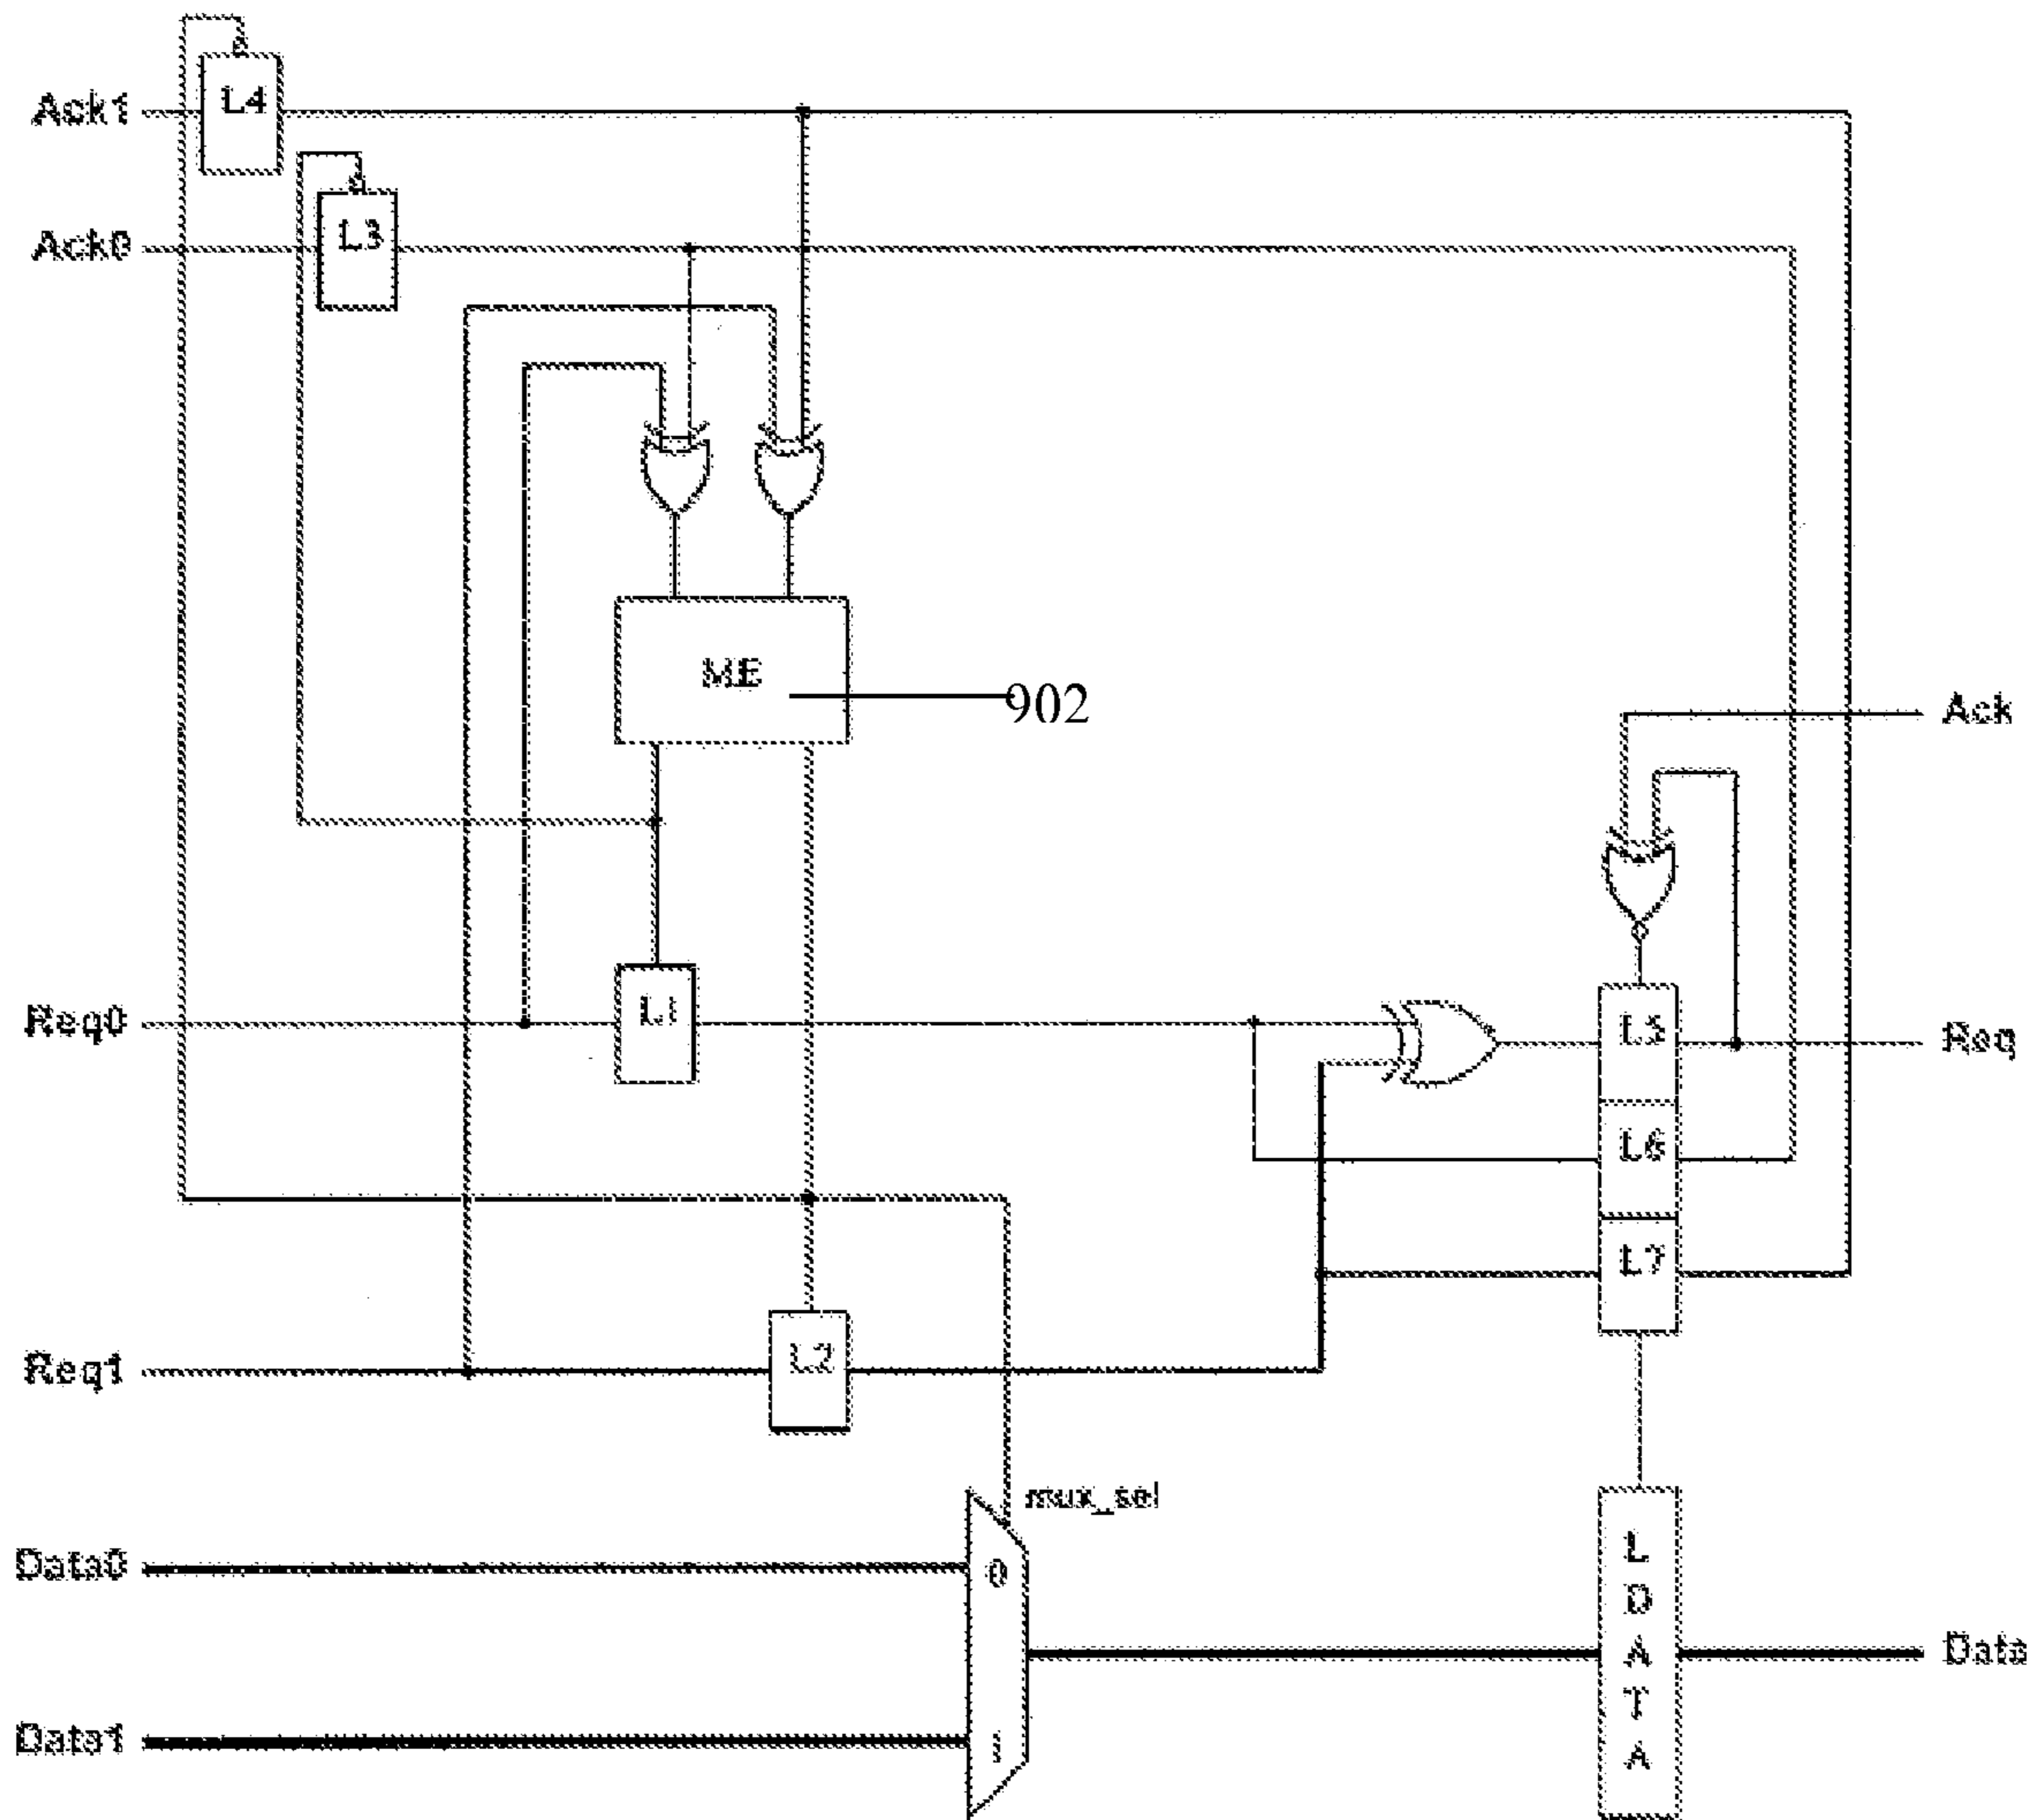 L4
Ack1
L3
Ack0
ME
902
Ack
L1
Req0
L5
Req
L6
L7
L2
Req1
mux_sel
Data0
0
L
D
A
T
A
Data
Data1
1